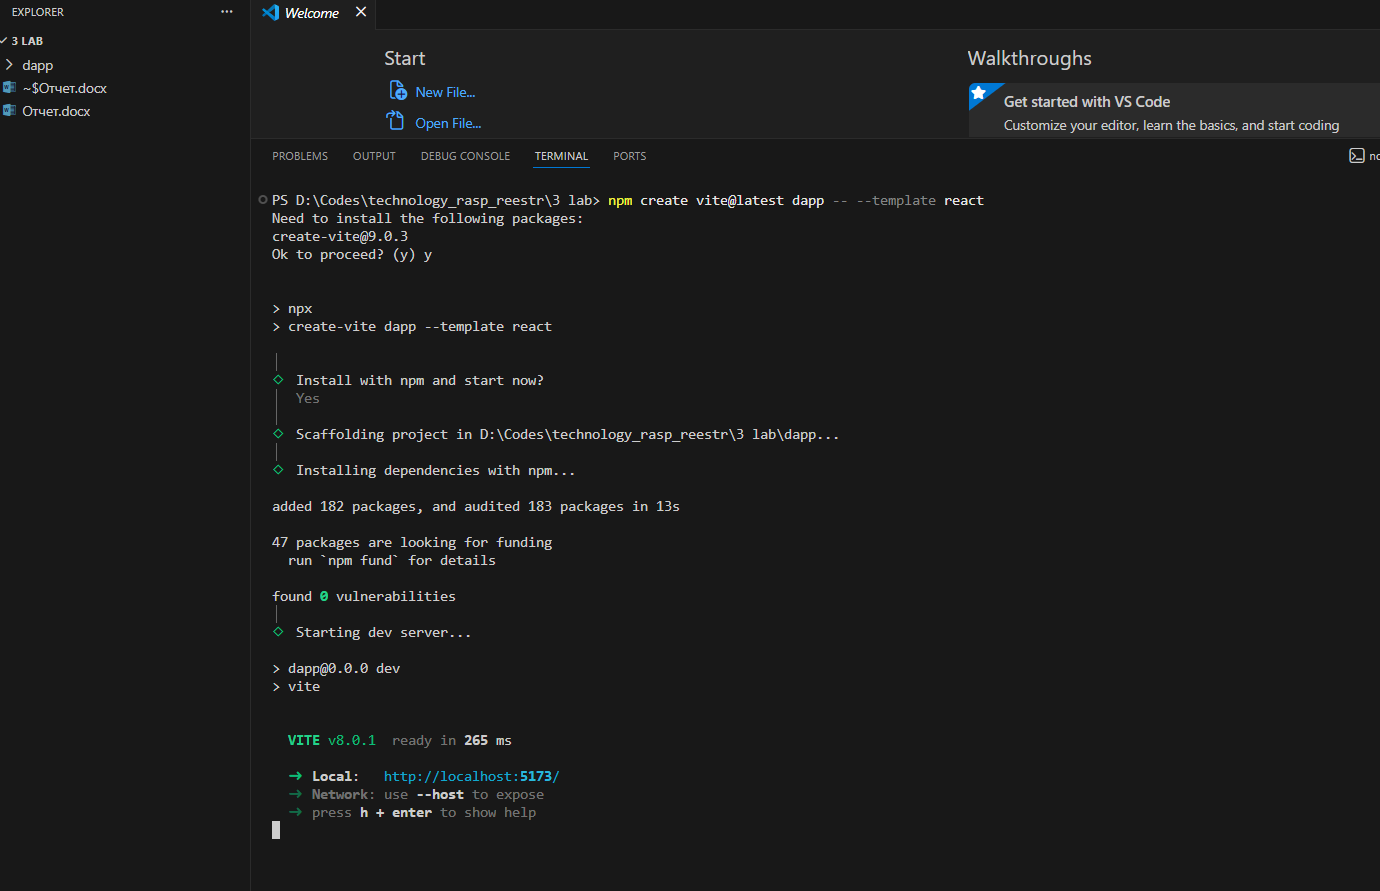 EXPLORER
···
3 LAB
dapp
~$Отчет.docx
Отчет.docx
Welcome
Start
New File...
Open File...
Walkthroughs
Get started with VS Code
Customize your editor, learn the basics, and start coding
PROBLEMS OUTPUT DEBUG CONSOLE TERMINAL PORTS
PS D:\Codes\technology_rasp_reestr\3 lab> npm create vite@latest dapp -- --template react
Need to install the following packages:
create-vite@9.0.3
Ok to proceed? (y) y
> npx
> create-vite dapp --template react
Install with npm and start now?
Yes
Scaffolding project in D:\Codes\technology_rasp_reestr\3 lab\dapp...
Installing dependencies with npm...
added 182 packages, and audited 183 packages in 13s
47 packages are looking for funding
run `npm fund` for details
found 0 vulnerabilities
Starting dev server...
> dapp@0.0.0 dev
> vite
VITE v8.0.1 ready in 265 ms
➜ Local: http://localhost:5173/
➜ Network: use --host to expose
➜ press h + enter to show help